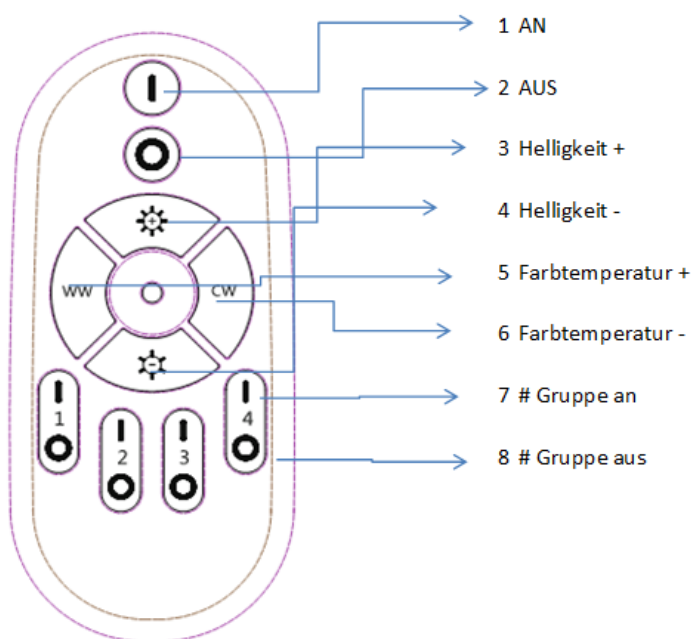 1 AN
2 AUS
3 Helligkeit +
4 Helligkeit -
WW
CW
5 Farbtemperatur +
6 Farbtemperatur -
1
2
3
4
7 # Gruppe an
8 # Gruppe aus